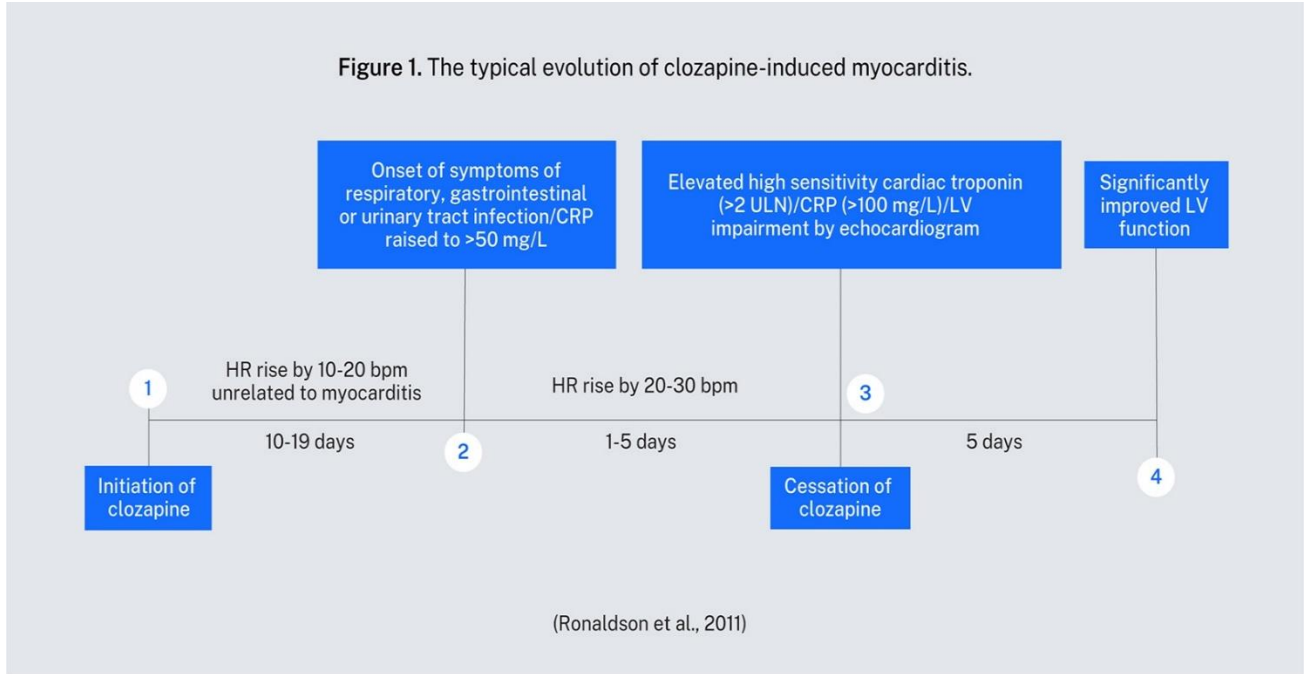 Figure 1. The typical evolution of clozapine-induced myocarditis.
Onset of symptoms of
respiratory, gastrointestinal
or urinary tract infection/CRP
raised to >50 mg/L
Elevated high sensitivity cardiac troponin
(>2 ULN)/CRP (>100 mg/L)/LV
impairment by echocardiogram
Significantly
improved LV
function
1
HR rise by 10-20 bpm
unrelated to myocarditis
HR rise by 20-30 bpm
3
10-19 days
2
1-5 days
5 days
4
Initiation of
clozapine
Cessation of
clozapine
(Ronaldson et al., 2011)